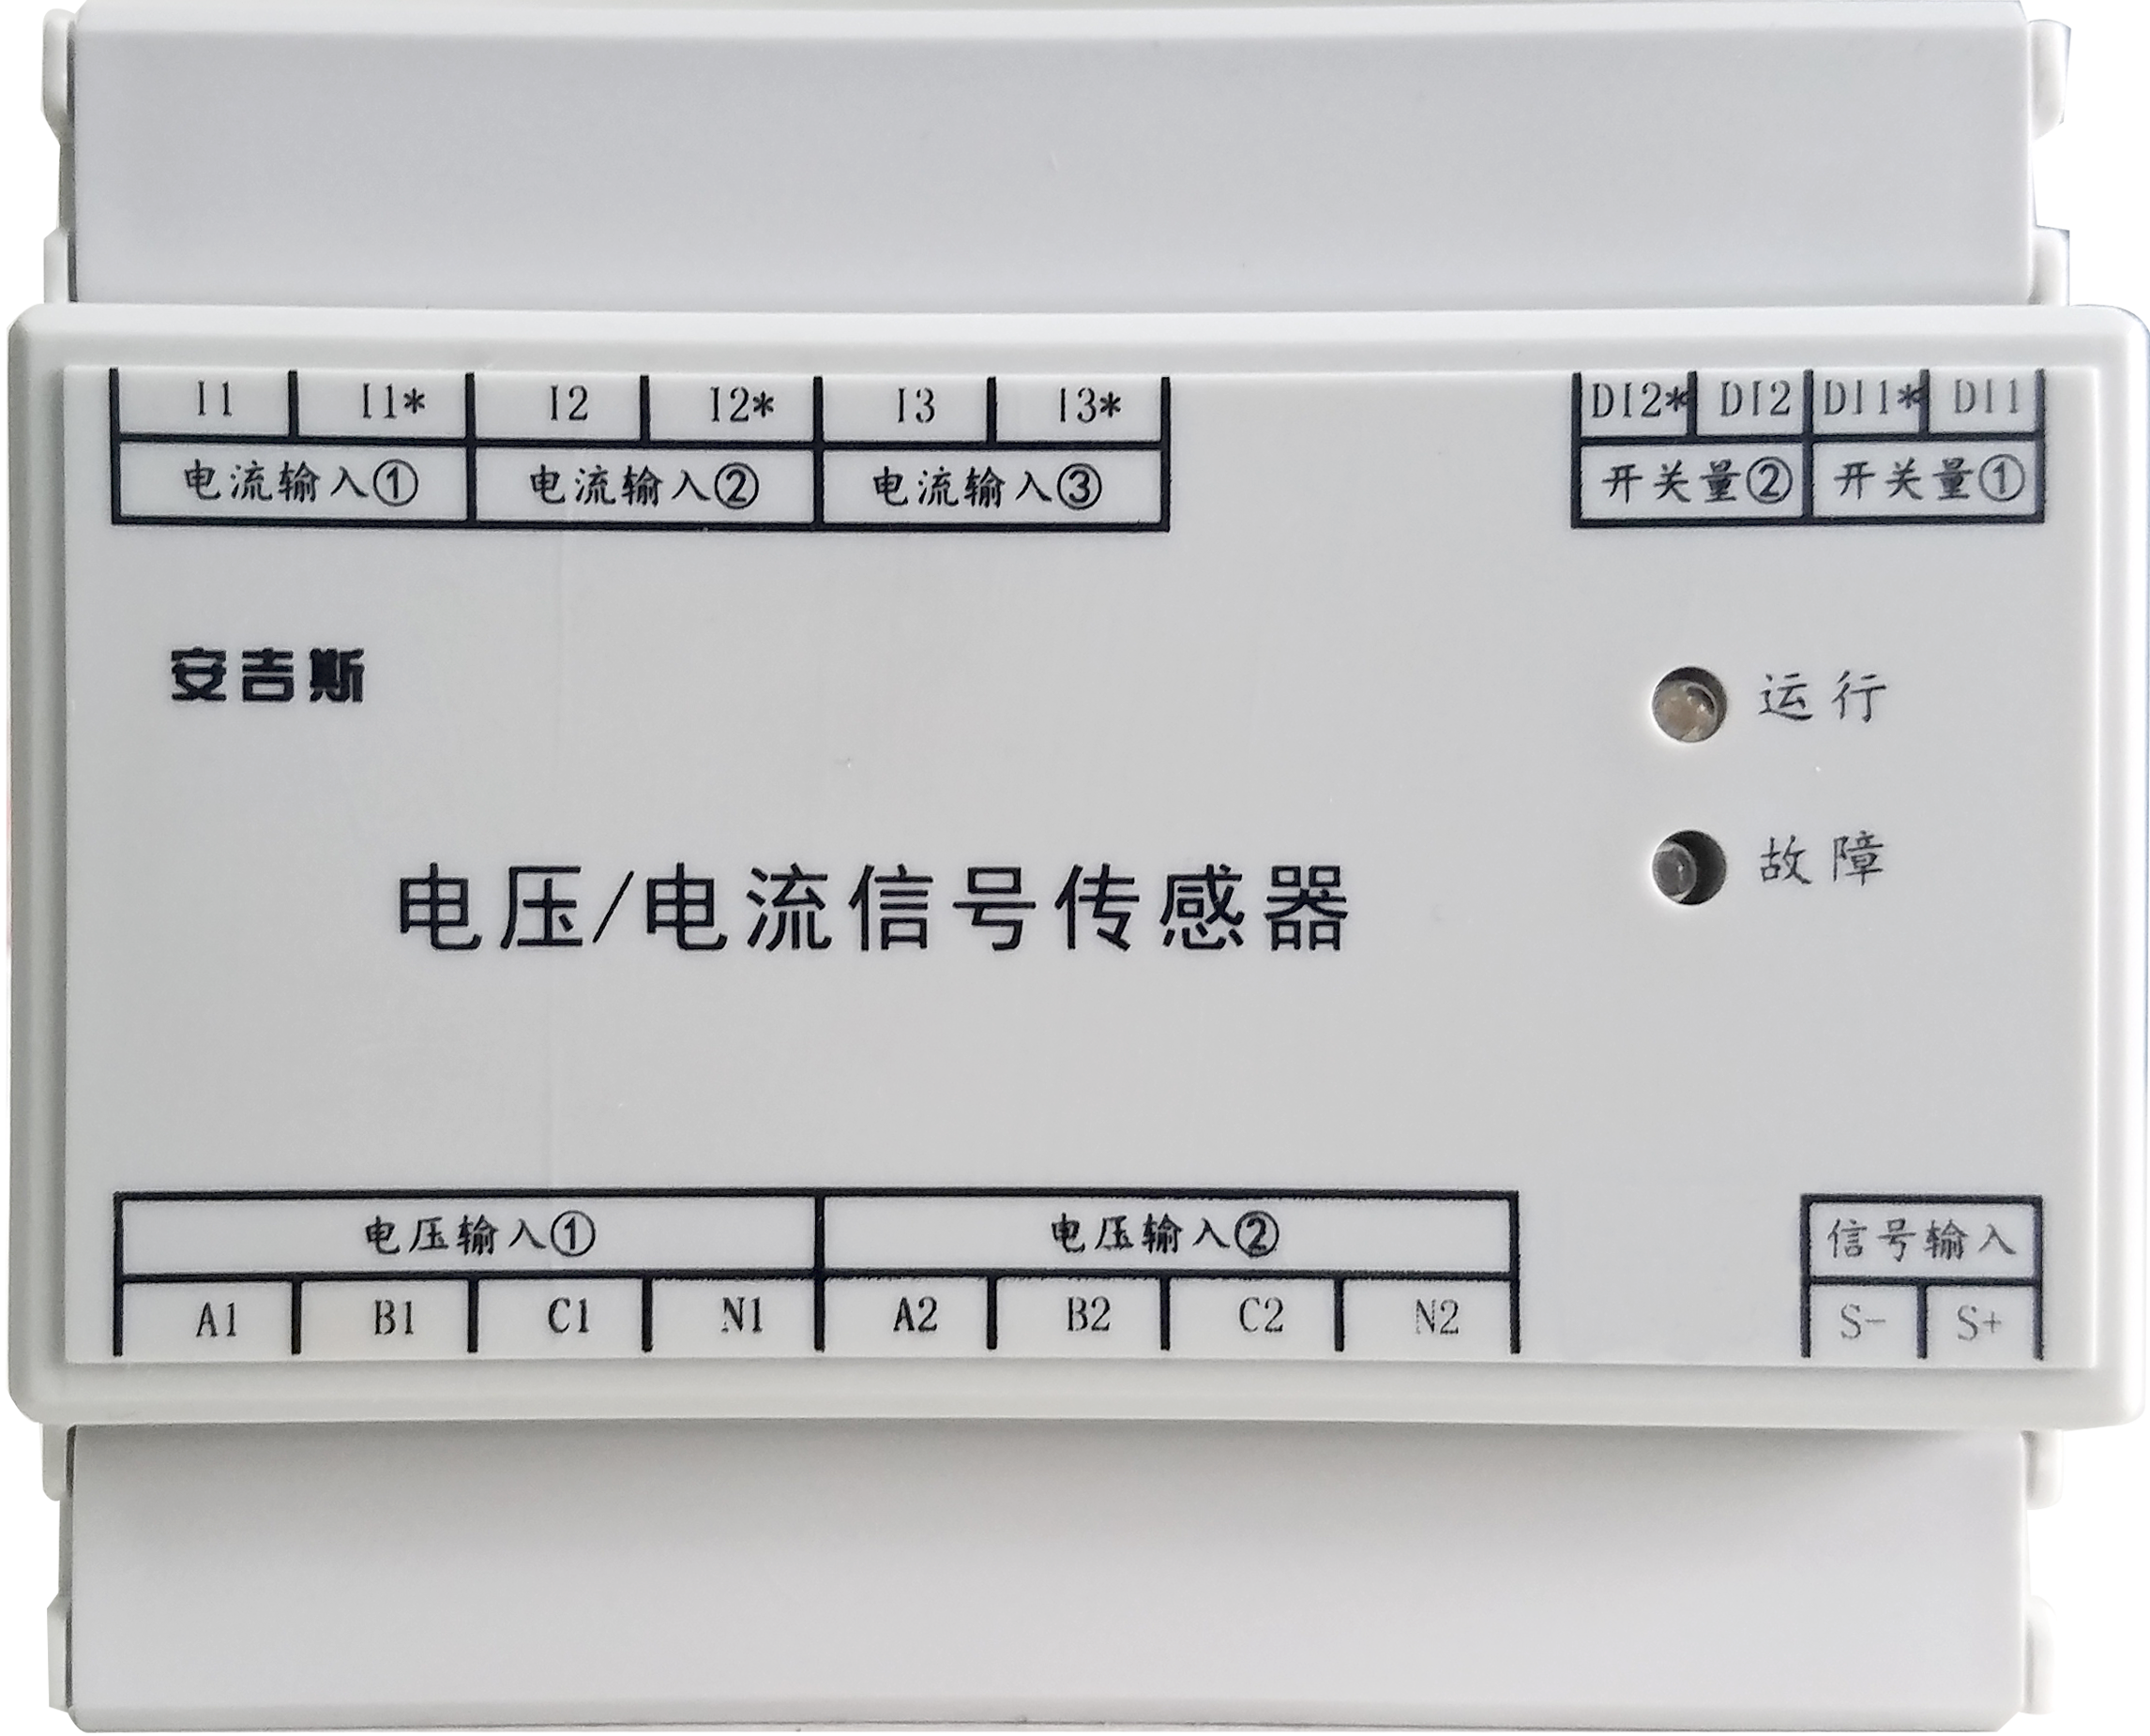 I1 I1* I2 I2* I3 I3* DI2* DI2 DI1* DI1
电流输入① 电流输入② 电流输入③ 开关量② 开关量①
安吉斯
运行
故障
电压/电流信号传感器
电压输入① 电压输入② 信号输入
A1 B1 C1 N1 A2 B2 C2 N2 S- S+